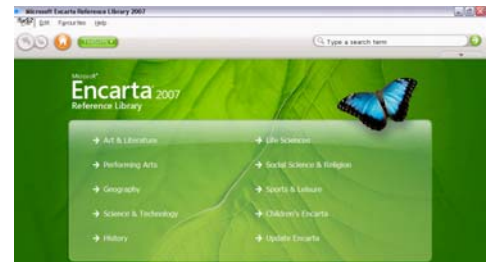 Microsoft Encarta Reference Library 2007
Edit Favourites Help
Type a search term
Microsoft®
Encarta 2007
Reference Library
→ Art & Literature
→ Life Sciences
→ Performing Arts
→ Social Science & Religion
→ Geography
→ Sports & Leisure
→ Science & Technology
→ Children's Encarta
→ History
→ Update Encarta